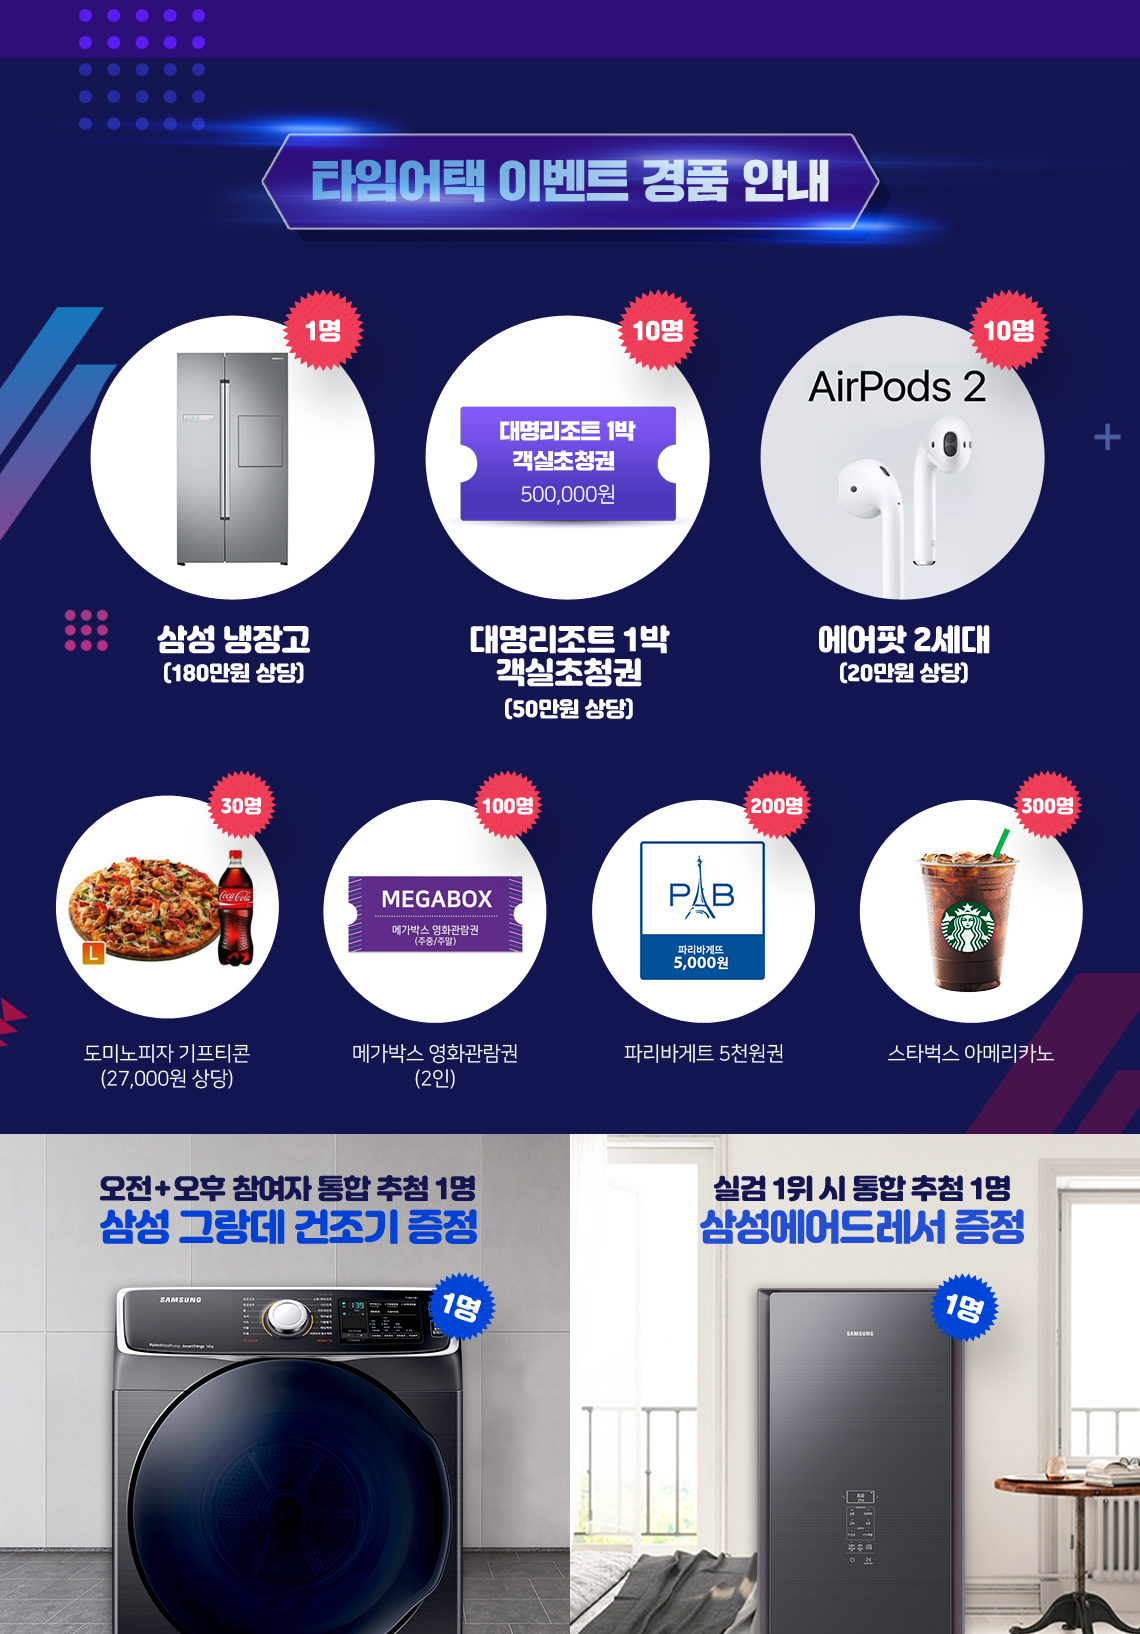 타임어택 이벤트 경품 안내
1명
10명
10명
대명리조트 1박
객실초청권
500,000원
AirPods 2
삼성 냉장고
(180만원 상당)
대명리조트 1박
객실초청권
(50만원 상당)
에어팟 2세대
(20만원 상당)
30명
100명
200명
300명
Coca-Cola
L
MEGABOX
메가박스 영화관람권
(주중/주말)
PB
파리바게뜨
5,000원
도미노피자 기프티콘
(27,000원 상당)
메가박스 영화관람권
(2인)
파리바게트 5천원권
스타벅스 아메리카노
오전+오후 참여자 통합 추첨 1명
삼성 그랑데 건조기 증정
1명
SAMSUNG
실검 1위 시 통합 추첨 1명
삼성에어드레서 증정
1명
SAMSUNG